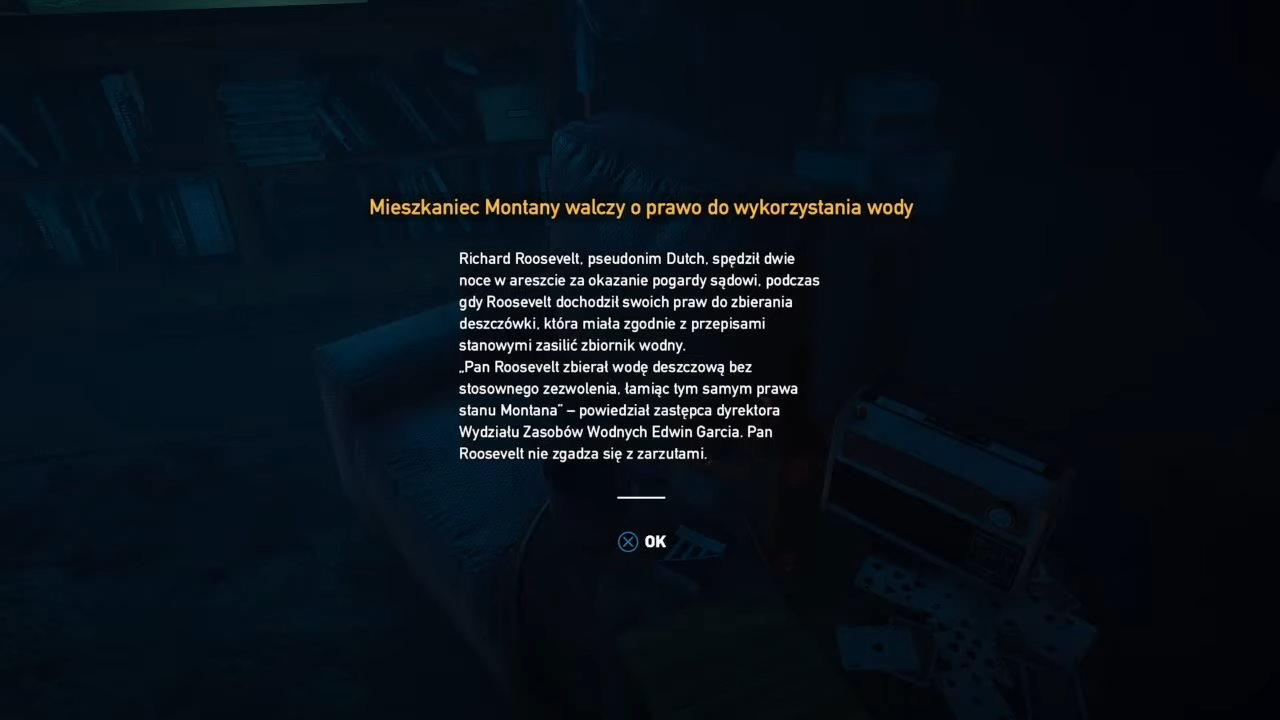 Mieszkaniec Montany walczy o prawo do wykorzystania wody
Richard Roosevelt, pseudonim Dutch, spędził dwie
noce w areszcie za okazanie pogardy sądowi, podczas
gdy Roosevelt dochodził swoich praw do zbierania
deszczówki, która miała zgodnie z przepisami
stanowymi zasilić zbiornik wodny.
„Pan Roosevelt zbierał wodę deszczową bez
stosownego zezwolenia, łamiąc tym samym prawa
stanu Montana” – powiedział zastępca dyrektora
Wydziału Zasobów Wodnych Edwin Garcia. Pan
Roosevelt nie zgadza się z zarzutami.
OK